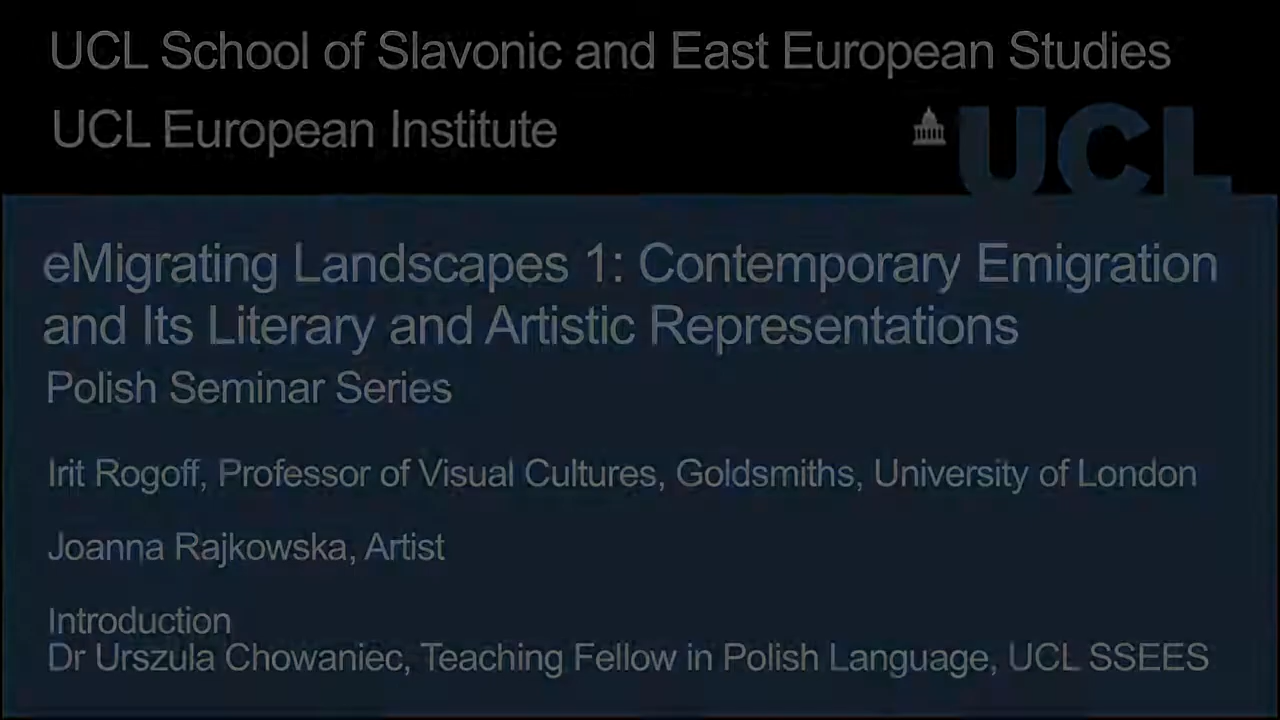 UCL School of Slavonic and East European Studies
UCL European Institute
UCL
eMigrating Landscapes 1: Contemporary Emigration
and Its Literary and Artistic Representations
Polish Seminar Series
Irit Rogoff, Professor of Visual Cultures, Goldsmiths, University of London
Joanna Rajkowska, Artist
Introduction
Dr Urszula Chowaniec, Teaching Fellow in Polish Language, UCL SSEES